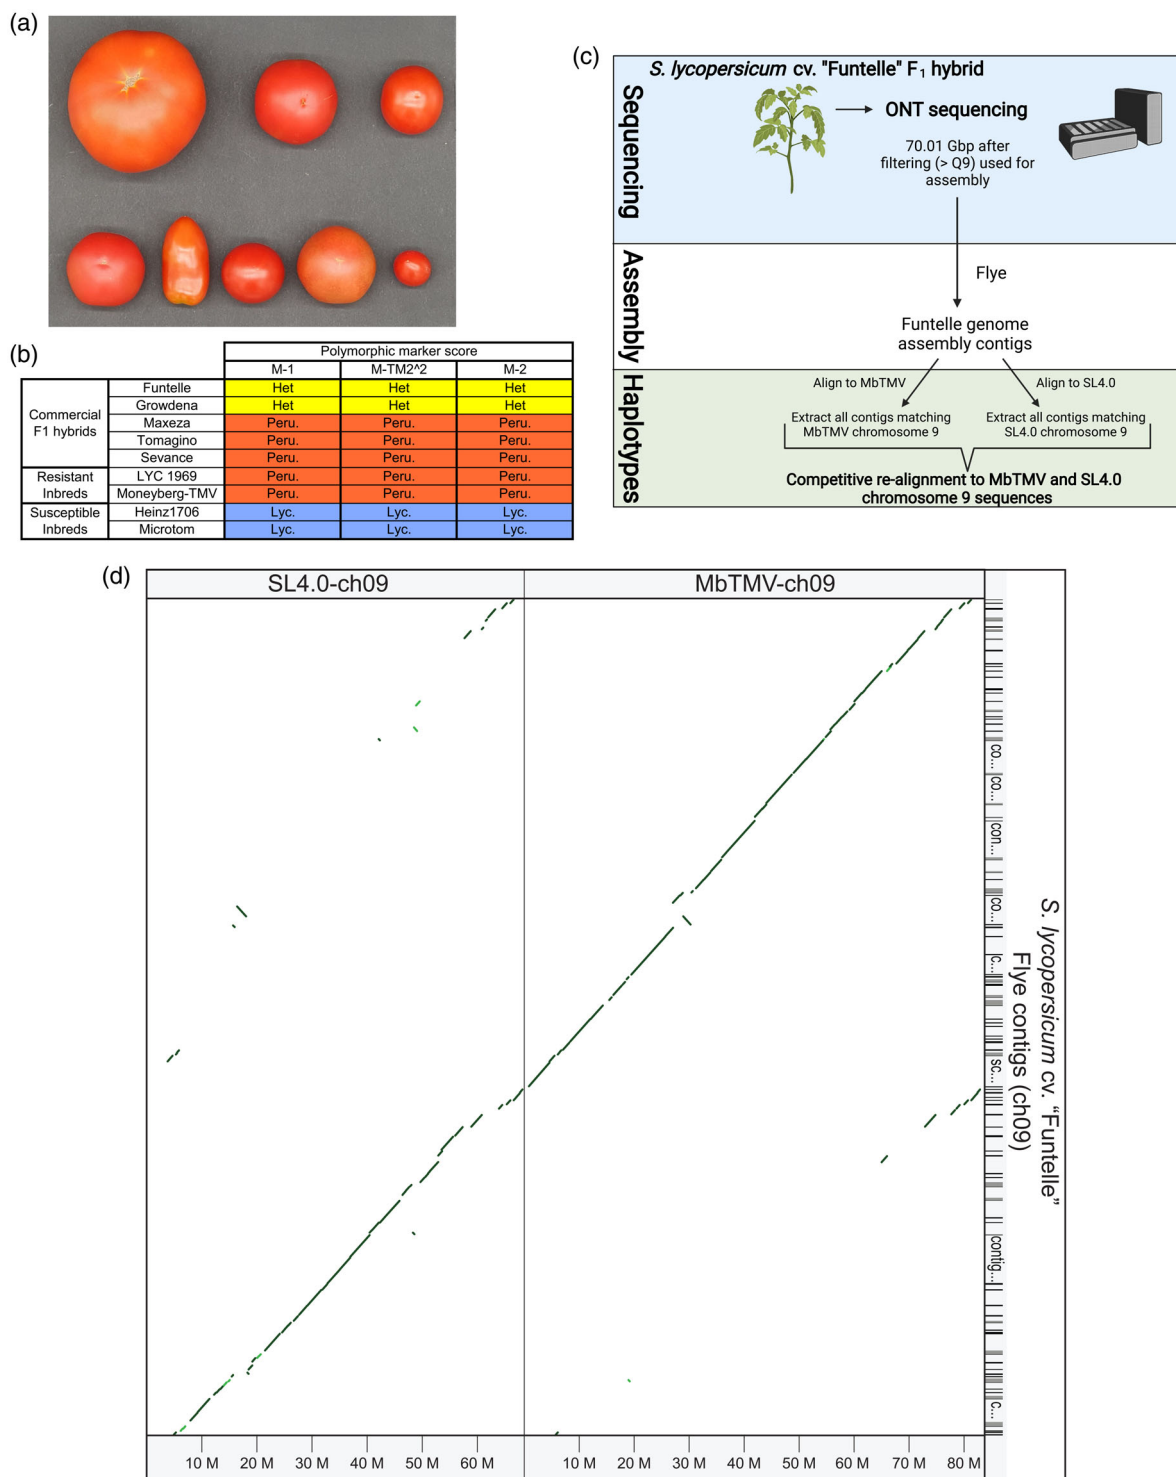 (a)
(b)
Polymorphic marker score
M-1 M-TM2^2 M-2
Commercial F1 hybrids
Funtelle Het Het Het
Growdena Het Het Het
Maxeza Peru. Peru. Peru.
Tomagino Peru. Peru. Peru.
Sevance Peru. Peru. Peru.
Resistant Inbreds
LYC 1969 Peru. Peru. Peru.
Moneyberg-TMV Peru. Peru. Peru.
Susceptible Inbreds
Heinz1706 Lyc. Lyc. Lyc.
Microtom Lyc. Lyc. Lyc.
(c)
Sequencing
S. lycopersicum cv. "Funtelle" F₁ hybrid
ONT sequencing
70.01 Gbp after
filtering (> Q9) used for
assembly
Assembly
Flye
Funtelle genome
assembly contigs
Haplotypes
Align to MbTMV
Align to SL4.0
Extract all contigs matching
MbTMV chromosome 9
Extract all contigs matching
SL4.0 chromosome 9
Competitive re-alignment to MbTMV and SL4.0
chromosome 9 sequences
(d)
SL4.0-ch09 MbTMV-ch09
co...
co...
con...
co...
c...
sc...
contig...
c...
S. lycopersicum cv. “Funtelle”
Flye contigs (ch09)
10 M 20 M 30 M 40 M 50 M 60 M 10 M 20 M 30 M 40 M 50 M 60 M 70 M 80 M